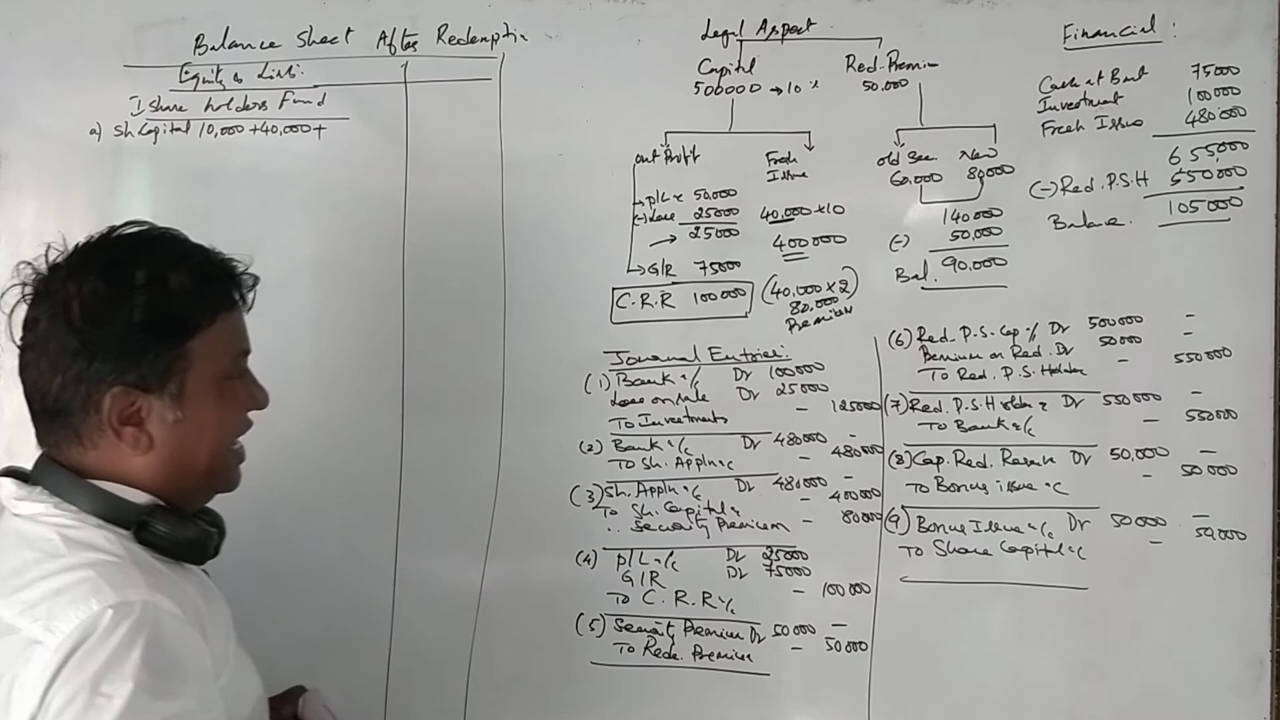 Balance Sheet After Redemptio
Equity & Liabi.
I Share holders Fund
a) Sh. Capital 10,000 + 40,000 +
Legal Aspect
Capital
500000 → 10 %
Red. Premium
50,000
out Profit
Fresh
Issue
→ P/L a/c 50,000
(-) Loss 25000
→ 25000
→ G/R 75000
C.R.R 100000
40,000 x 10
400000
(40,000 x 2)
80,000
Premium
old Sec.
60,000
New
80,000
140000
(-) 50,000
Bal. 90,000
Financial :
Cash at Bank 75000
Investment 100000
Fresh Issue 480000
655,000
(-) Red. P.S.H 550000
Balance. 105000
Journal Entries:
(1) Bank a/c Dr 100000
Loss on sale Dr 25000
To Investments - 125000
(2) Bank a/c Dr 480000 -
To Sh. Appln a/c - 480000
(3) Sh. Appln a/c Dr 480000 -
To Sh. Capital a/c - 400000
.. Security Premium - 80000
(4) P/L a/c Dr 25000
G/R Dr 75000
To C.R.R a/c - 100000
(5) Security Premium Dr 50000 -
To Rede. Premium - 50000
(6) Red. P.S. Cap a/c Dr 500000 -
Premium on Red. Dr 50000 -
To Red. P.S. Holder - 550000
(7) Red. P.S. Holder a/c Dr 550000 -
To Bank a/c - 550000
(8) Cap. Red. Reserve Dr 50,000 -
To Bonus issue a/c - 50000
(9) Bonus Issue a/c Dr 50000 -
To Share Capital a/c - 50,000